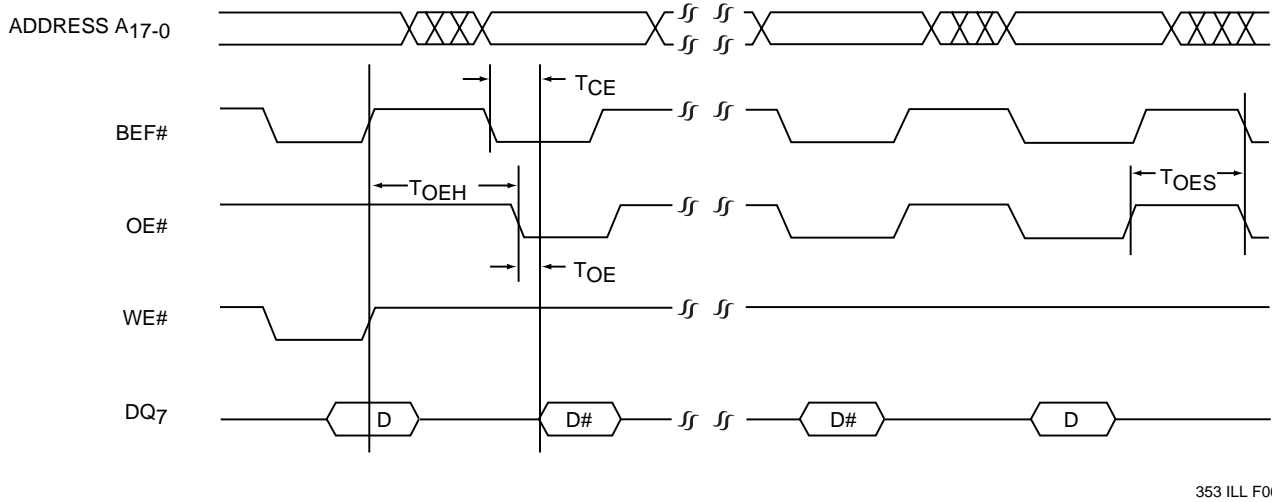 ADDRESS A17-0
TCE
BEF#
TOEH
TOES
OE#
TOE
WE#
DQ7
D
D#
D#
D
353 ILL F0